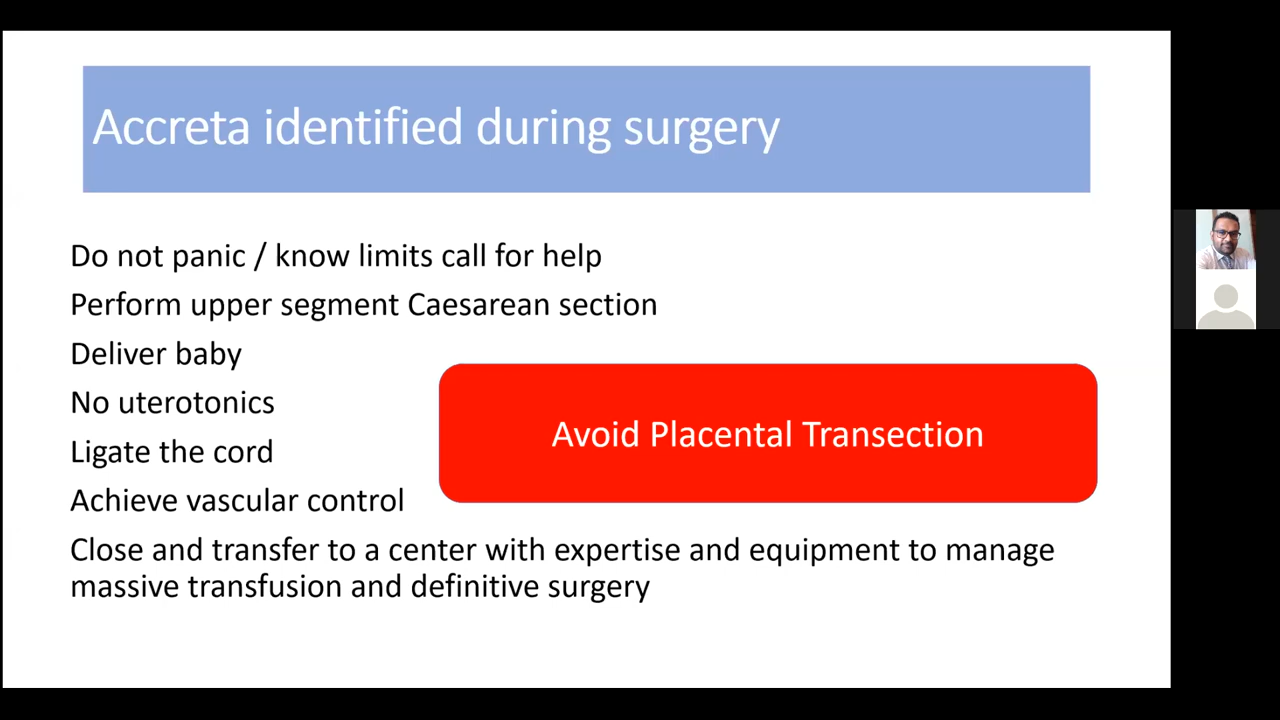 Accreta identified during surgery
Do not panic / know limits call for help
Perform upper segment Caesarean section
Deliver baby
No uterotonics
Ligate the cord
Achieve vascular control
Avoid Placental Transection
Close and transfer to a center with expertise and equipment to manage
massive transfusion and definitive surgery